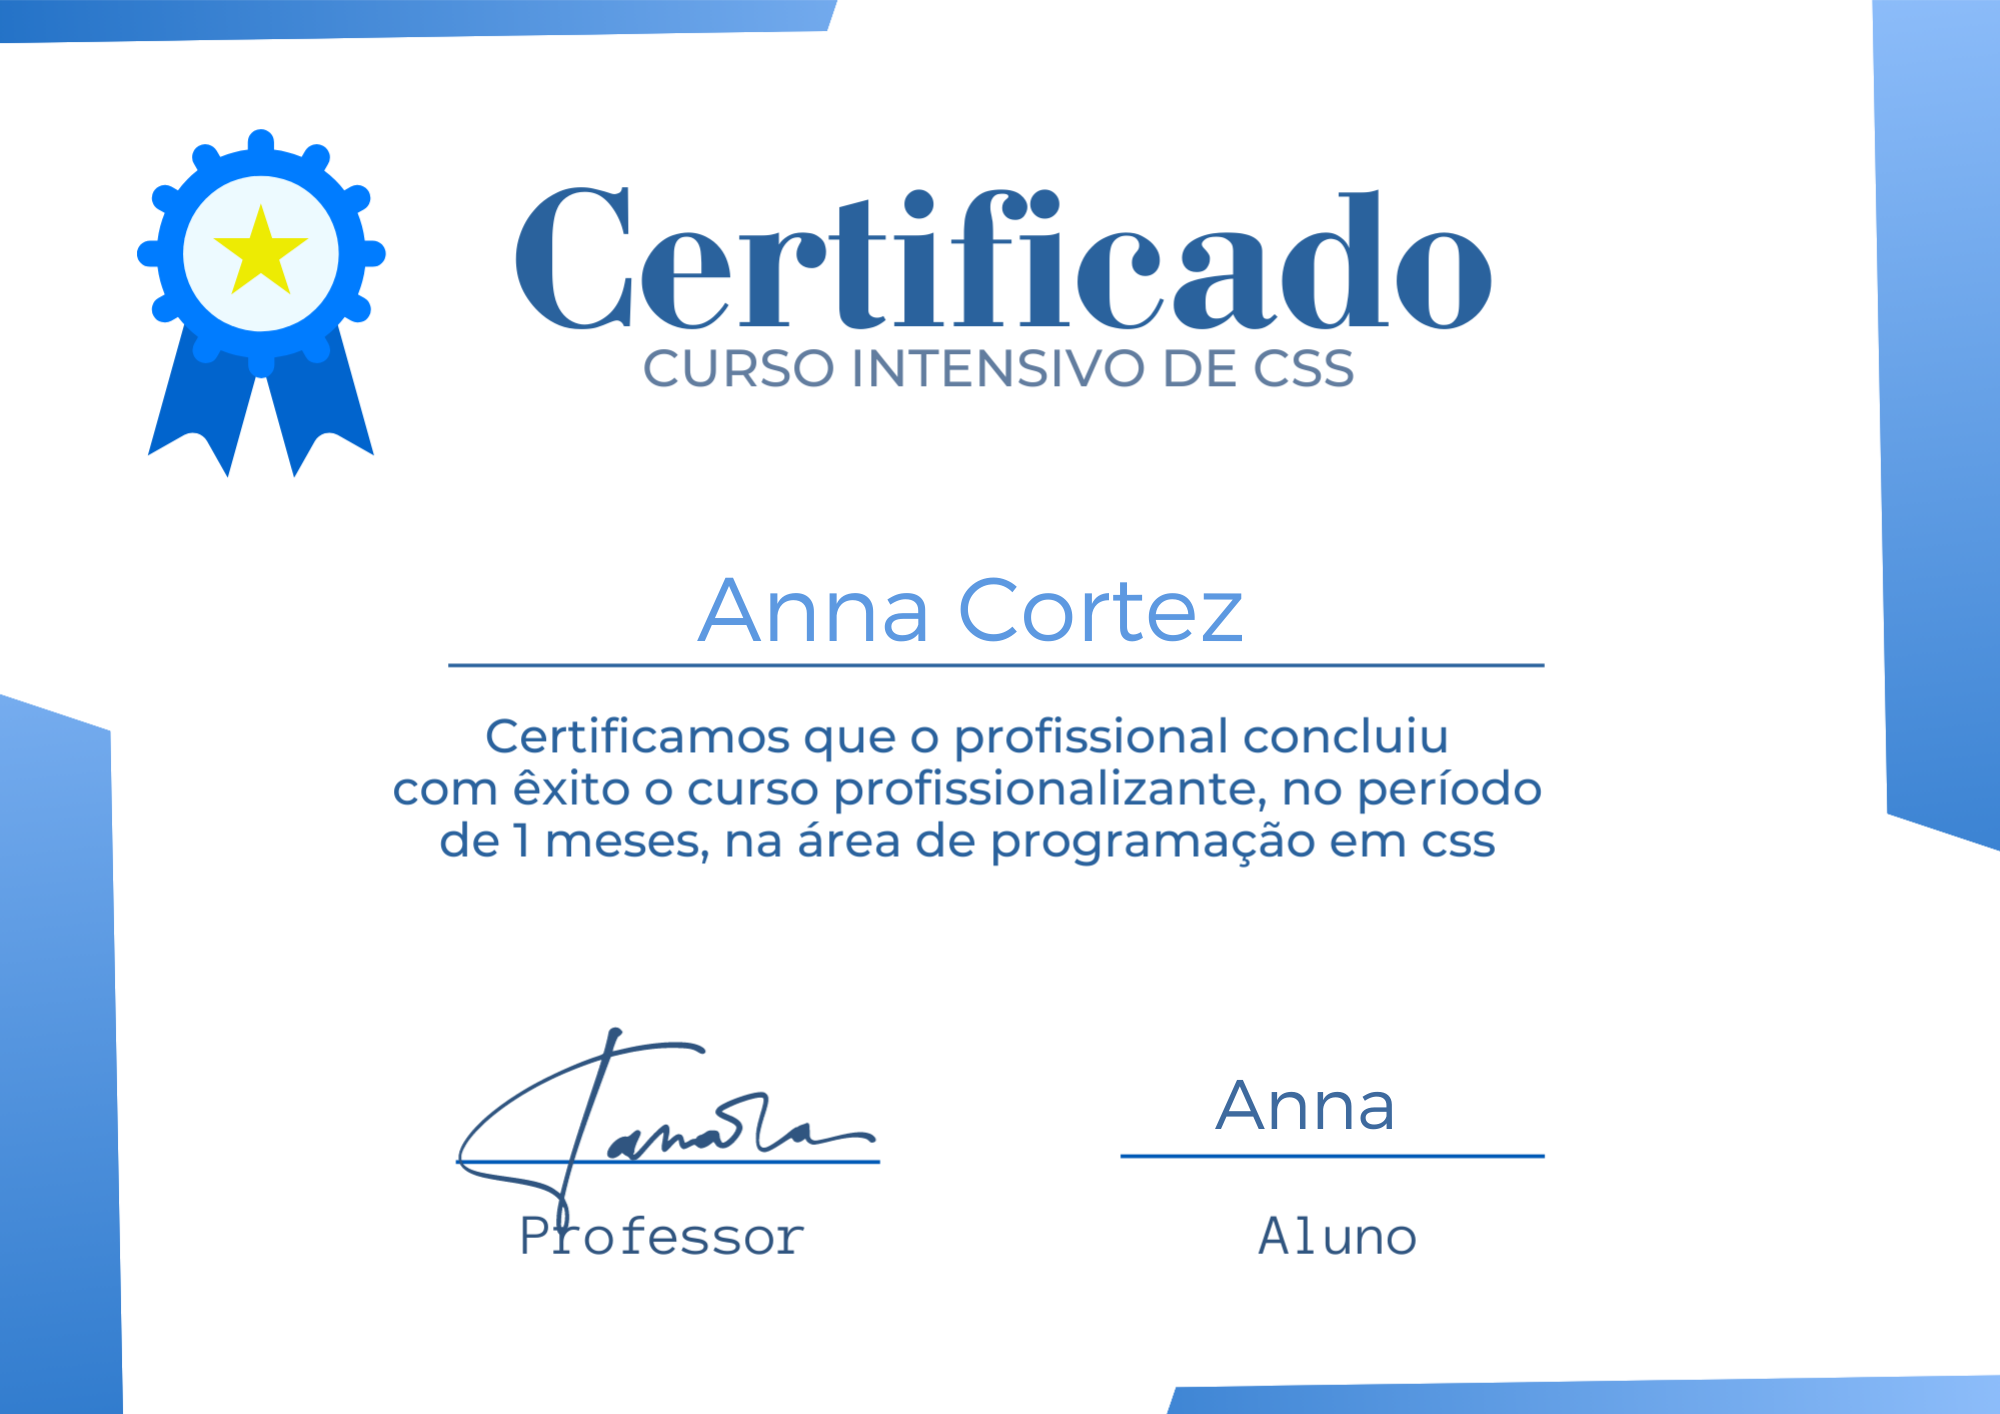 Certificado
CURSO INTENSIVO DE CSS
Anna Cortez
Certificamos que o profissional concluiu
com êxito o curso profissionalizante, no período
de 1 meses, na área de programação em css
Anna
Professor
Aluno